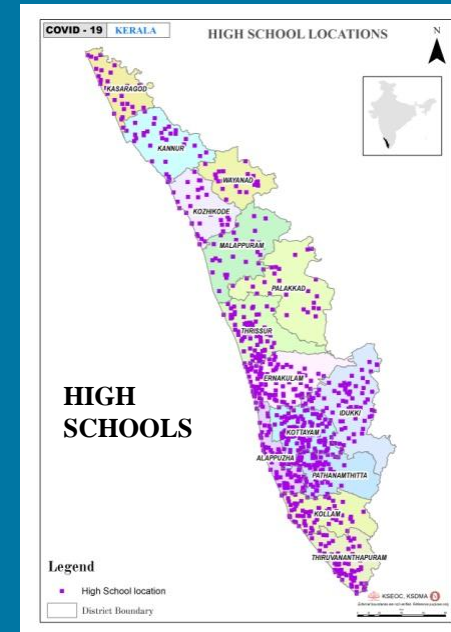 COVID - 19 KERALA
HIGH SCHOOL LOCATIONS
N
KASARAGOD
KANNUR
WAYANAD
KOZHIKODE
MALAPPURAM
PALAKKAD
THRISSUR
ERNAKULAM
IDUKKI
HIGH
SCHOOLS
KOTTAYAM
ALAPPUZHA
PATHANAMTHITTA
KOLLAM
THIRUVANANTHAPURAM
Legend
High School location
District Boundary
KSEOC, KSDMA